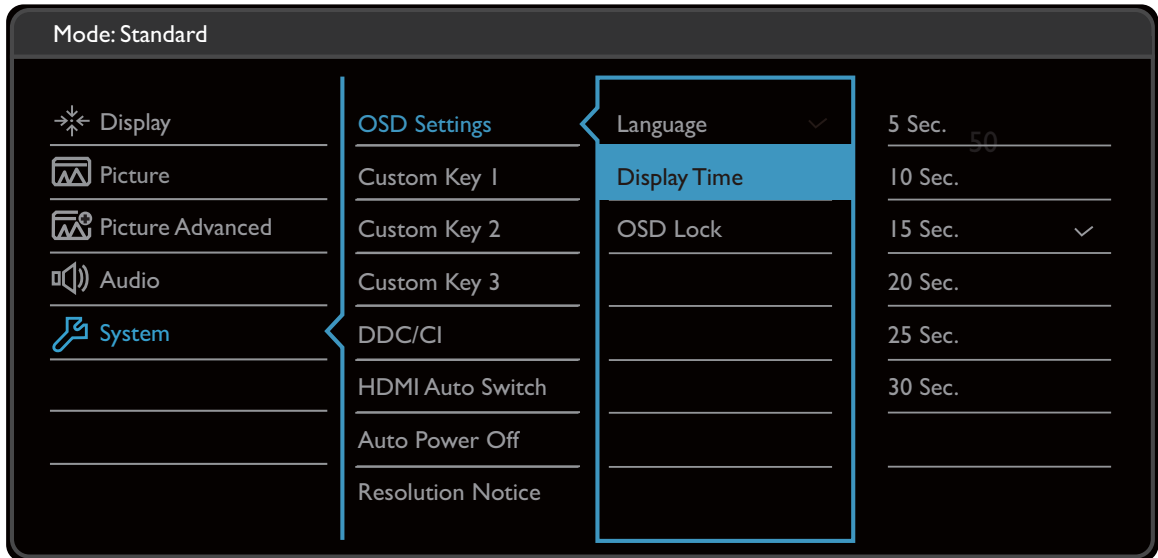 Mode: Standard
Display
Picture
Picture Advanced
Audio
System
OSD Settings
Custom Key 1
Custom Key 2
Custom Key 3
DDC/CI
HDMI Auto Switch
Auto Power Off
Resolution Notice
Language
Display Time
OSD Lock
5 Sec.
50
10 Sec.
15 Sec.
20 Sec.
25 Sec.
30 Sec.